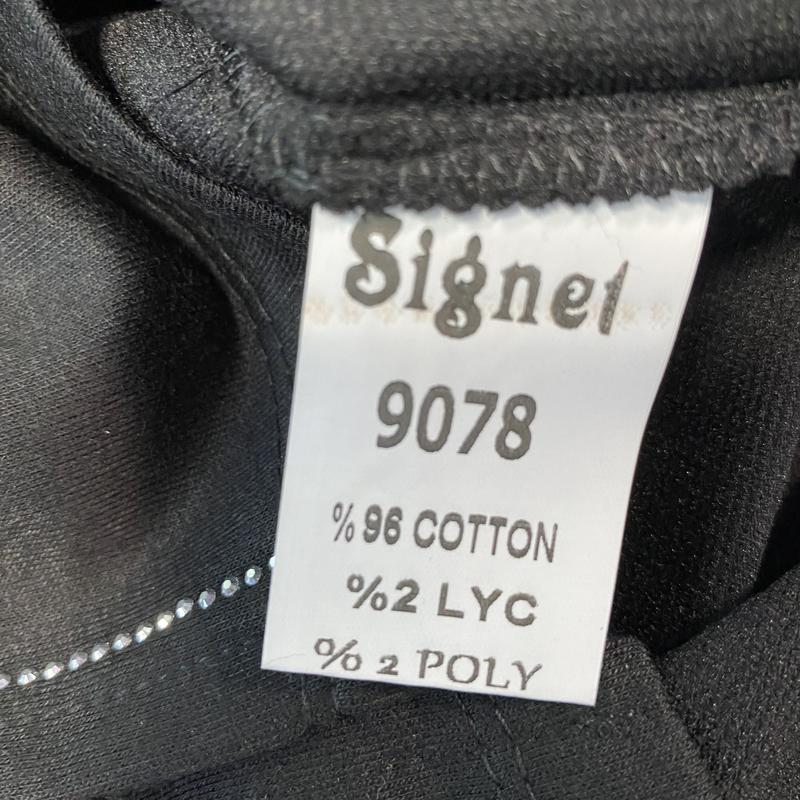 Signet
9078
% 96 COTTON
%2 LYC
% 2 POLY